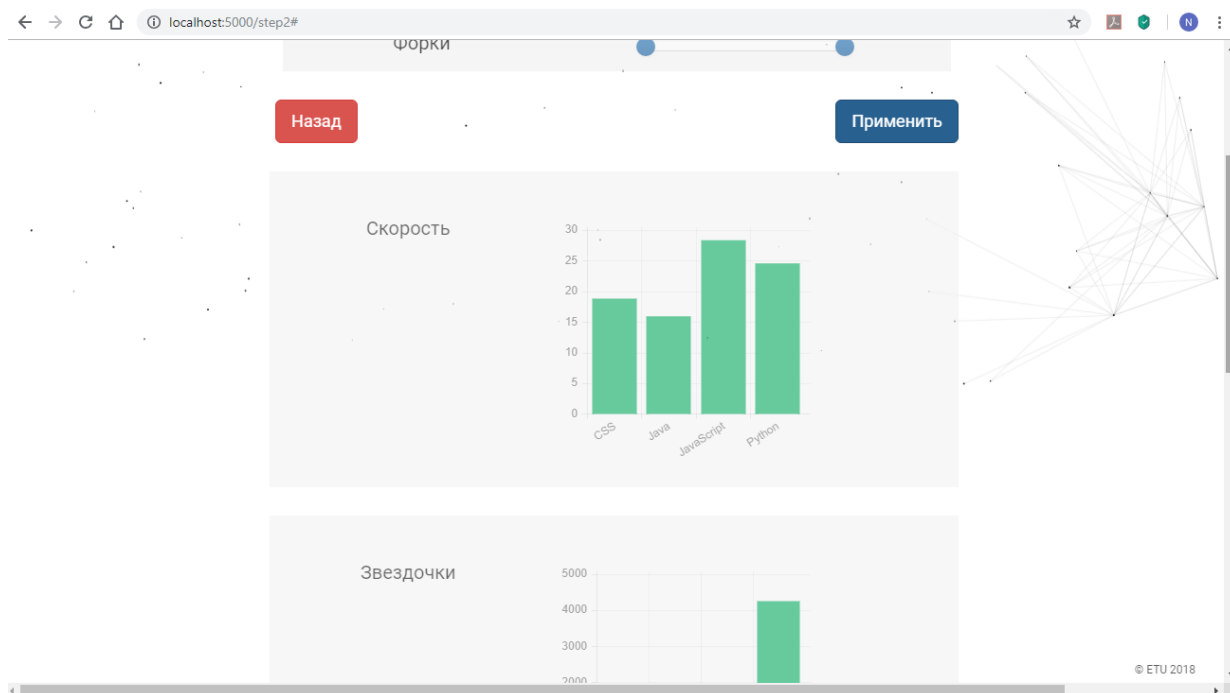 localhost:5000/step2#
N
Форки
Назад
Применить
Скорость
30
25
20
15
10
5
0
CSS
Java
JavaScript
Python
Звездочки
5000
4000
3000
2000
© ETU 2018